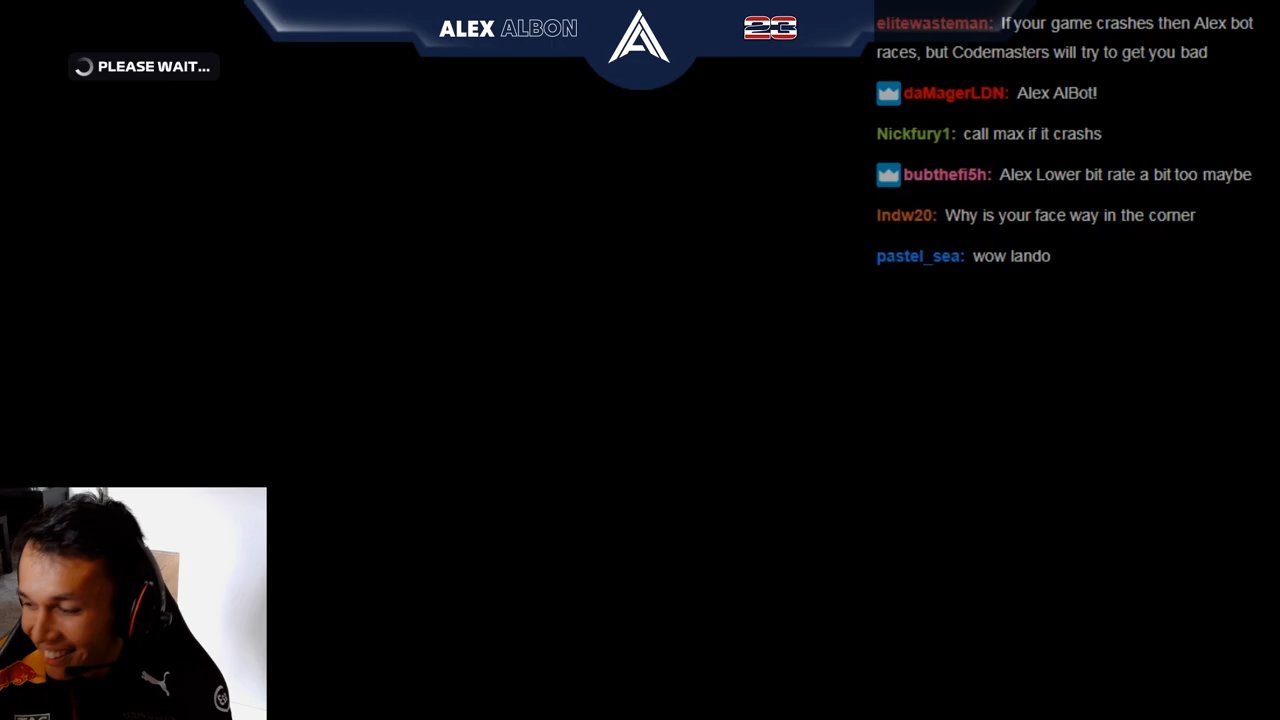 ALEX ALBON
23
PLEASE WAIT...
elitewasteman: If your game crashes then Alex bot
races, but Codemasters will try to get you bad
daMagerLDN: Alex AlBot!
Nickfury1: call max if it crashs
bubthefi5h: Alex Lower bit rate a bit too maybe
lndw20: Why is your face way in the corner
pastel_sea: wow lando